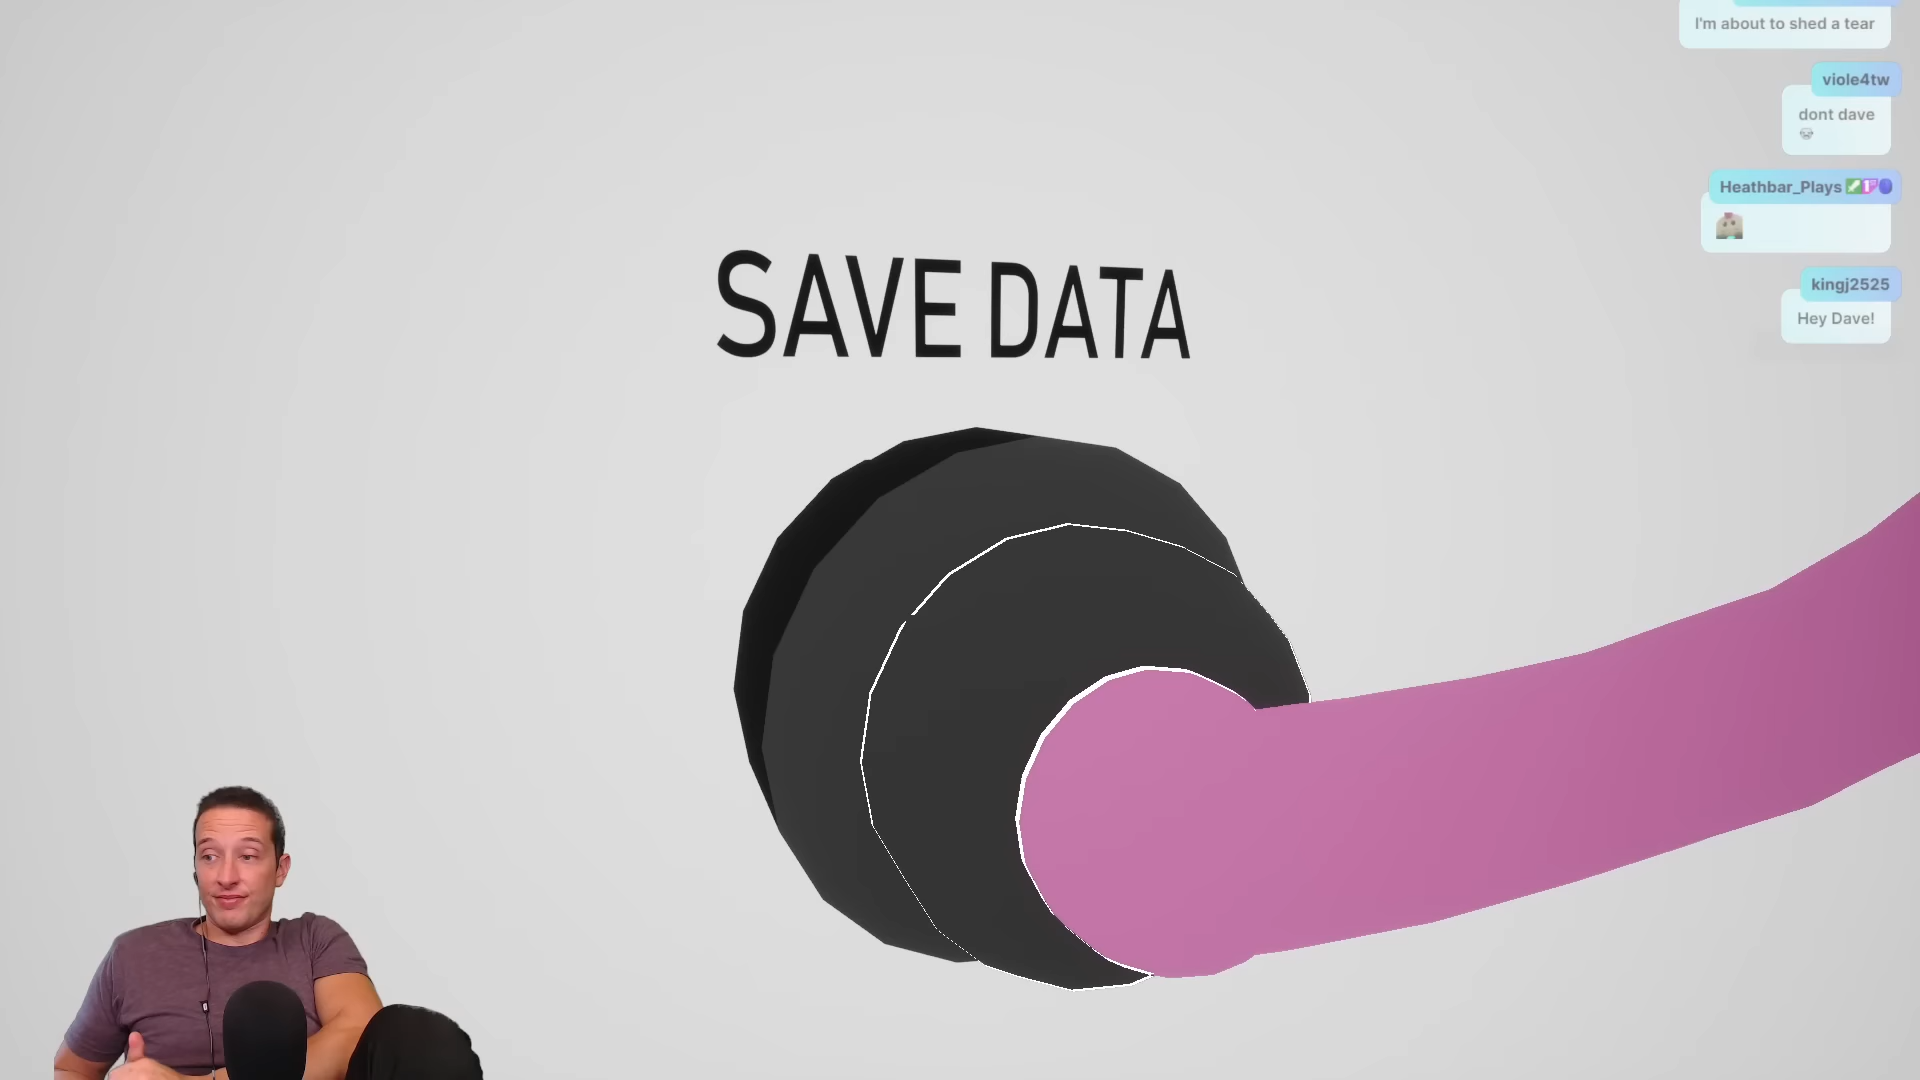 I'm about to shed a tear
viole4tw
dont dave
Heathbar_Plays
kingj2525
Hey Dave!
SAVE DATA